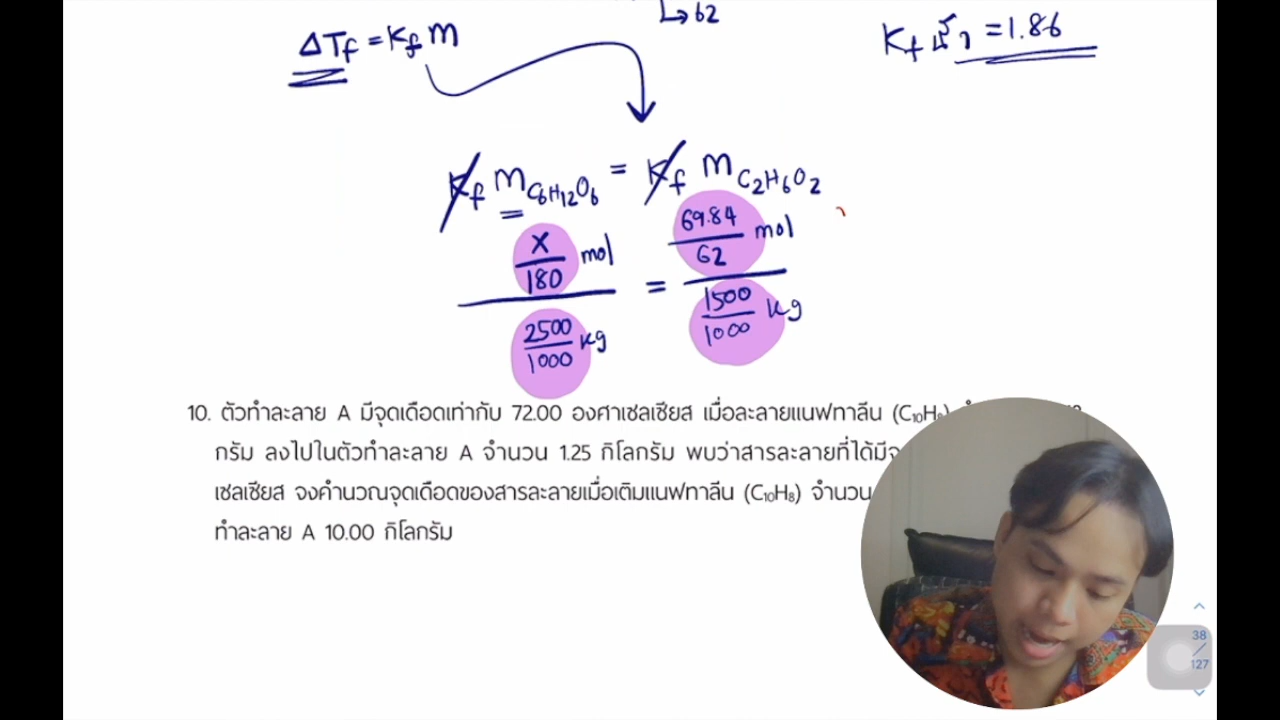 ↳62
ΔTf = Kf m
Kf น้ำ = 1.86
Kf m C6H12O6 = Kf m C2H6O2
X/180 mol = 69.84/62 mol
2500/1000 kg 1500/1000 kg
10. ตัวทำละลาย A มีจุดเดือดเท่ากับ 72.00 องศาเซลเซียส เมื่อละลายแนฟทาลีน (C₁₀H₈)
กรัม ลงไปในตัวทำละลาย A จำนวน 1.25 กิโลกรัม พบว่าสารละลายที่ได้มี
เซลเซียส จงคำนวณจุดเดือดของสารละลายเมื่อเติมแนฟทาลีน (C₁₀H₈) จำนวน
ทำละลาย A 10.00 กิโลกรัม
38
/
127